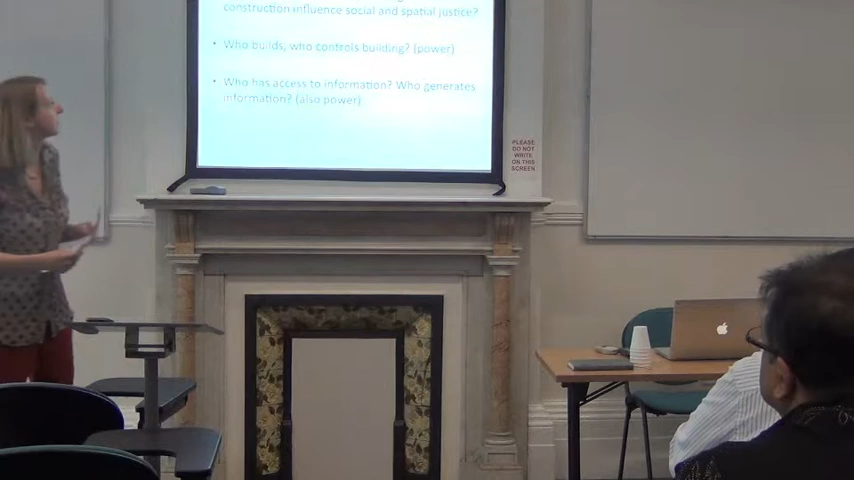 construction influence social and spatial justice?
• Who builds, who controls building? (power)
• Who has access to information? Who generates
information? (also power)
PLEASE
DO NOT
WRITE
ON THIS
SCREEN